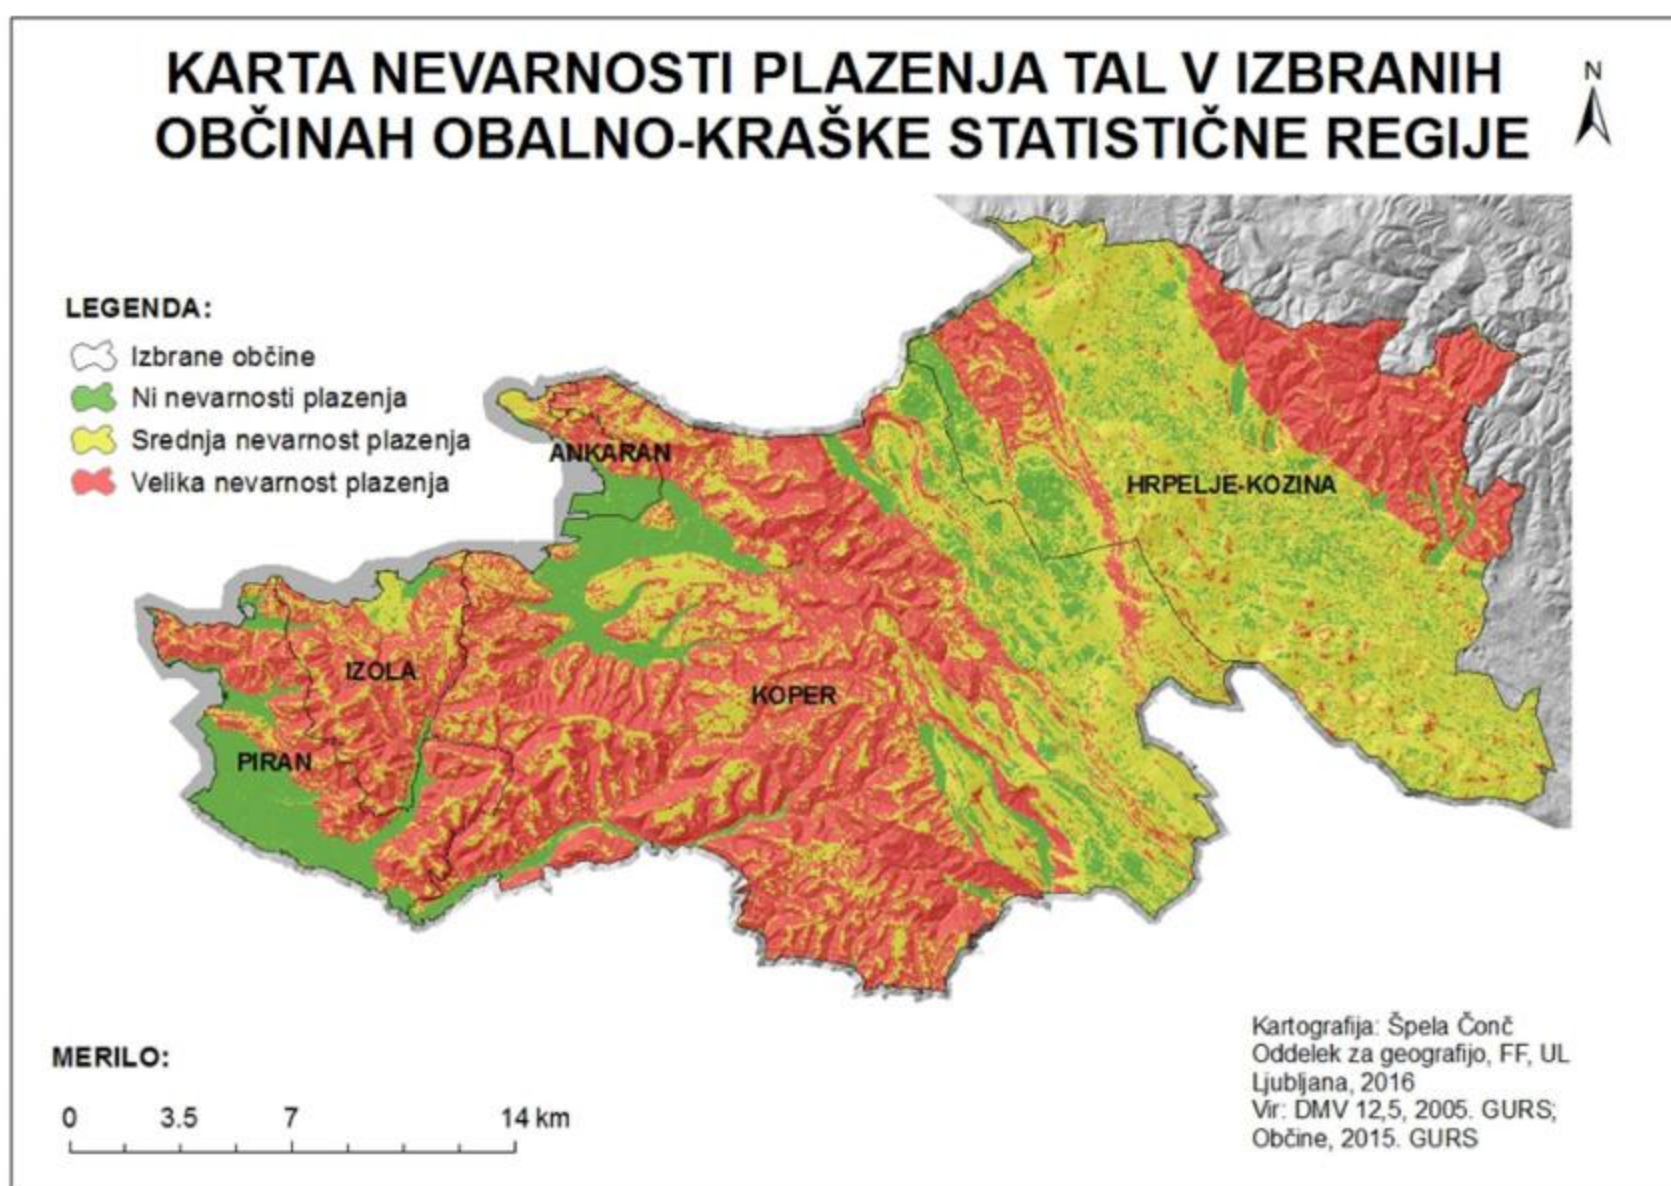 KARTA NEVARNOSTI PLAZENJA TAL V IZBRANIH
OBČINAH OBALNO-KRAŠKE STATISTIČNE REGIJE
N
LEGENDA:
Izbrane občine
Ni nevarnosti plazenja
Srednja nevarnost plazenja
Velika nevarnost plazenja
ANKARAN
HRPELJE-KOZINA
IZOLA
KOPER
PIRAN
MERILO:
0 3.5 7 14 km
Kartografija: Špela Čonč
Oddelek za geografijo, FF, UL
Ljubljana, 2016
Vir: DMV 12,5, 2005. GURS;
Občine, 2015. GURS